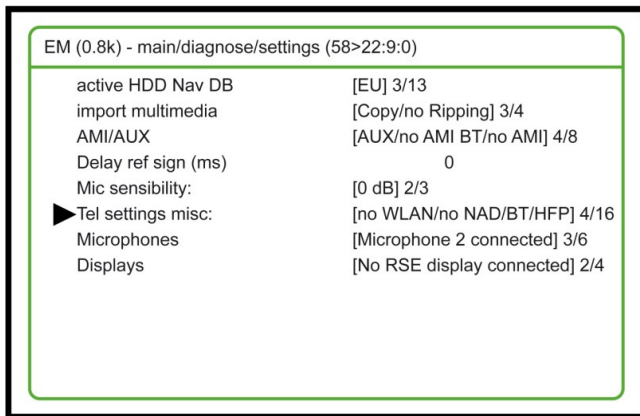 EM (0.8k) - main/diagnose/settings (58>22:9:0)
active HDD Nav DB [EU] 3/13
import multimedia [Copy/no Ripping] 3/4
AMI/AUX [AUX/no AMI BT/no AMI] 4/8
Delay ref sign (ms) 0
Mic sensibility: [0 dB] 2/3
Tel settings misc: [no WLAN/no NAD/BT/HFP] 4/16
Microphones [Microphone 2 connected] 3/6
Displays [No RSE display connected] 2/4